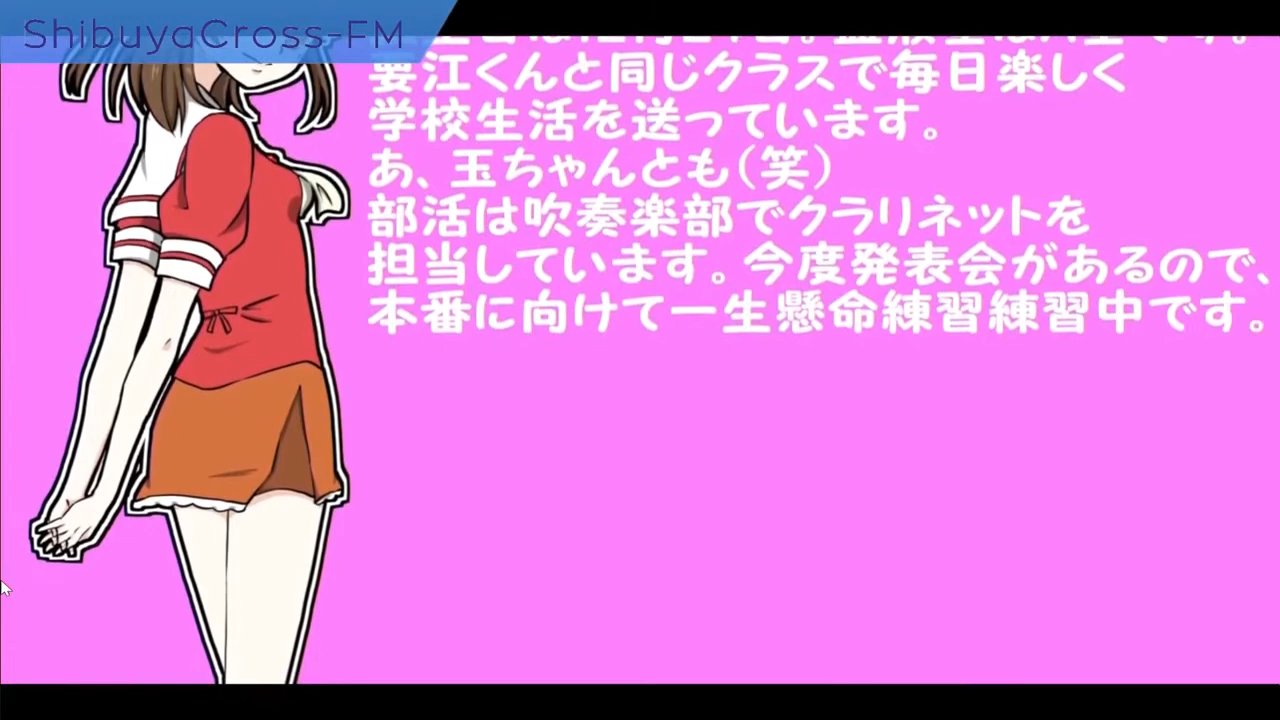 ShibuyaCross-FM
要江くんと同じクラスで毎日楽しく
学校生活を送っています。
あ、玉ちゃんとも(笑)
部活は吹奏楽部でクラリネットを
担当しています。今度発表会があるので、
本番に向けて一生懸命練習練習中です。